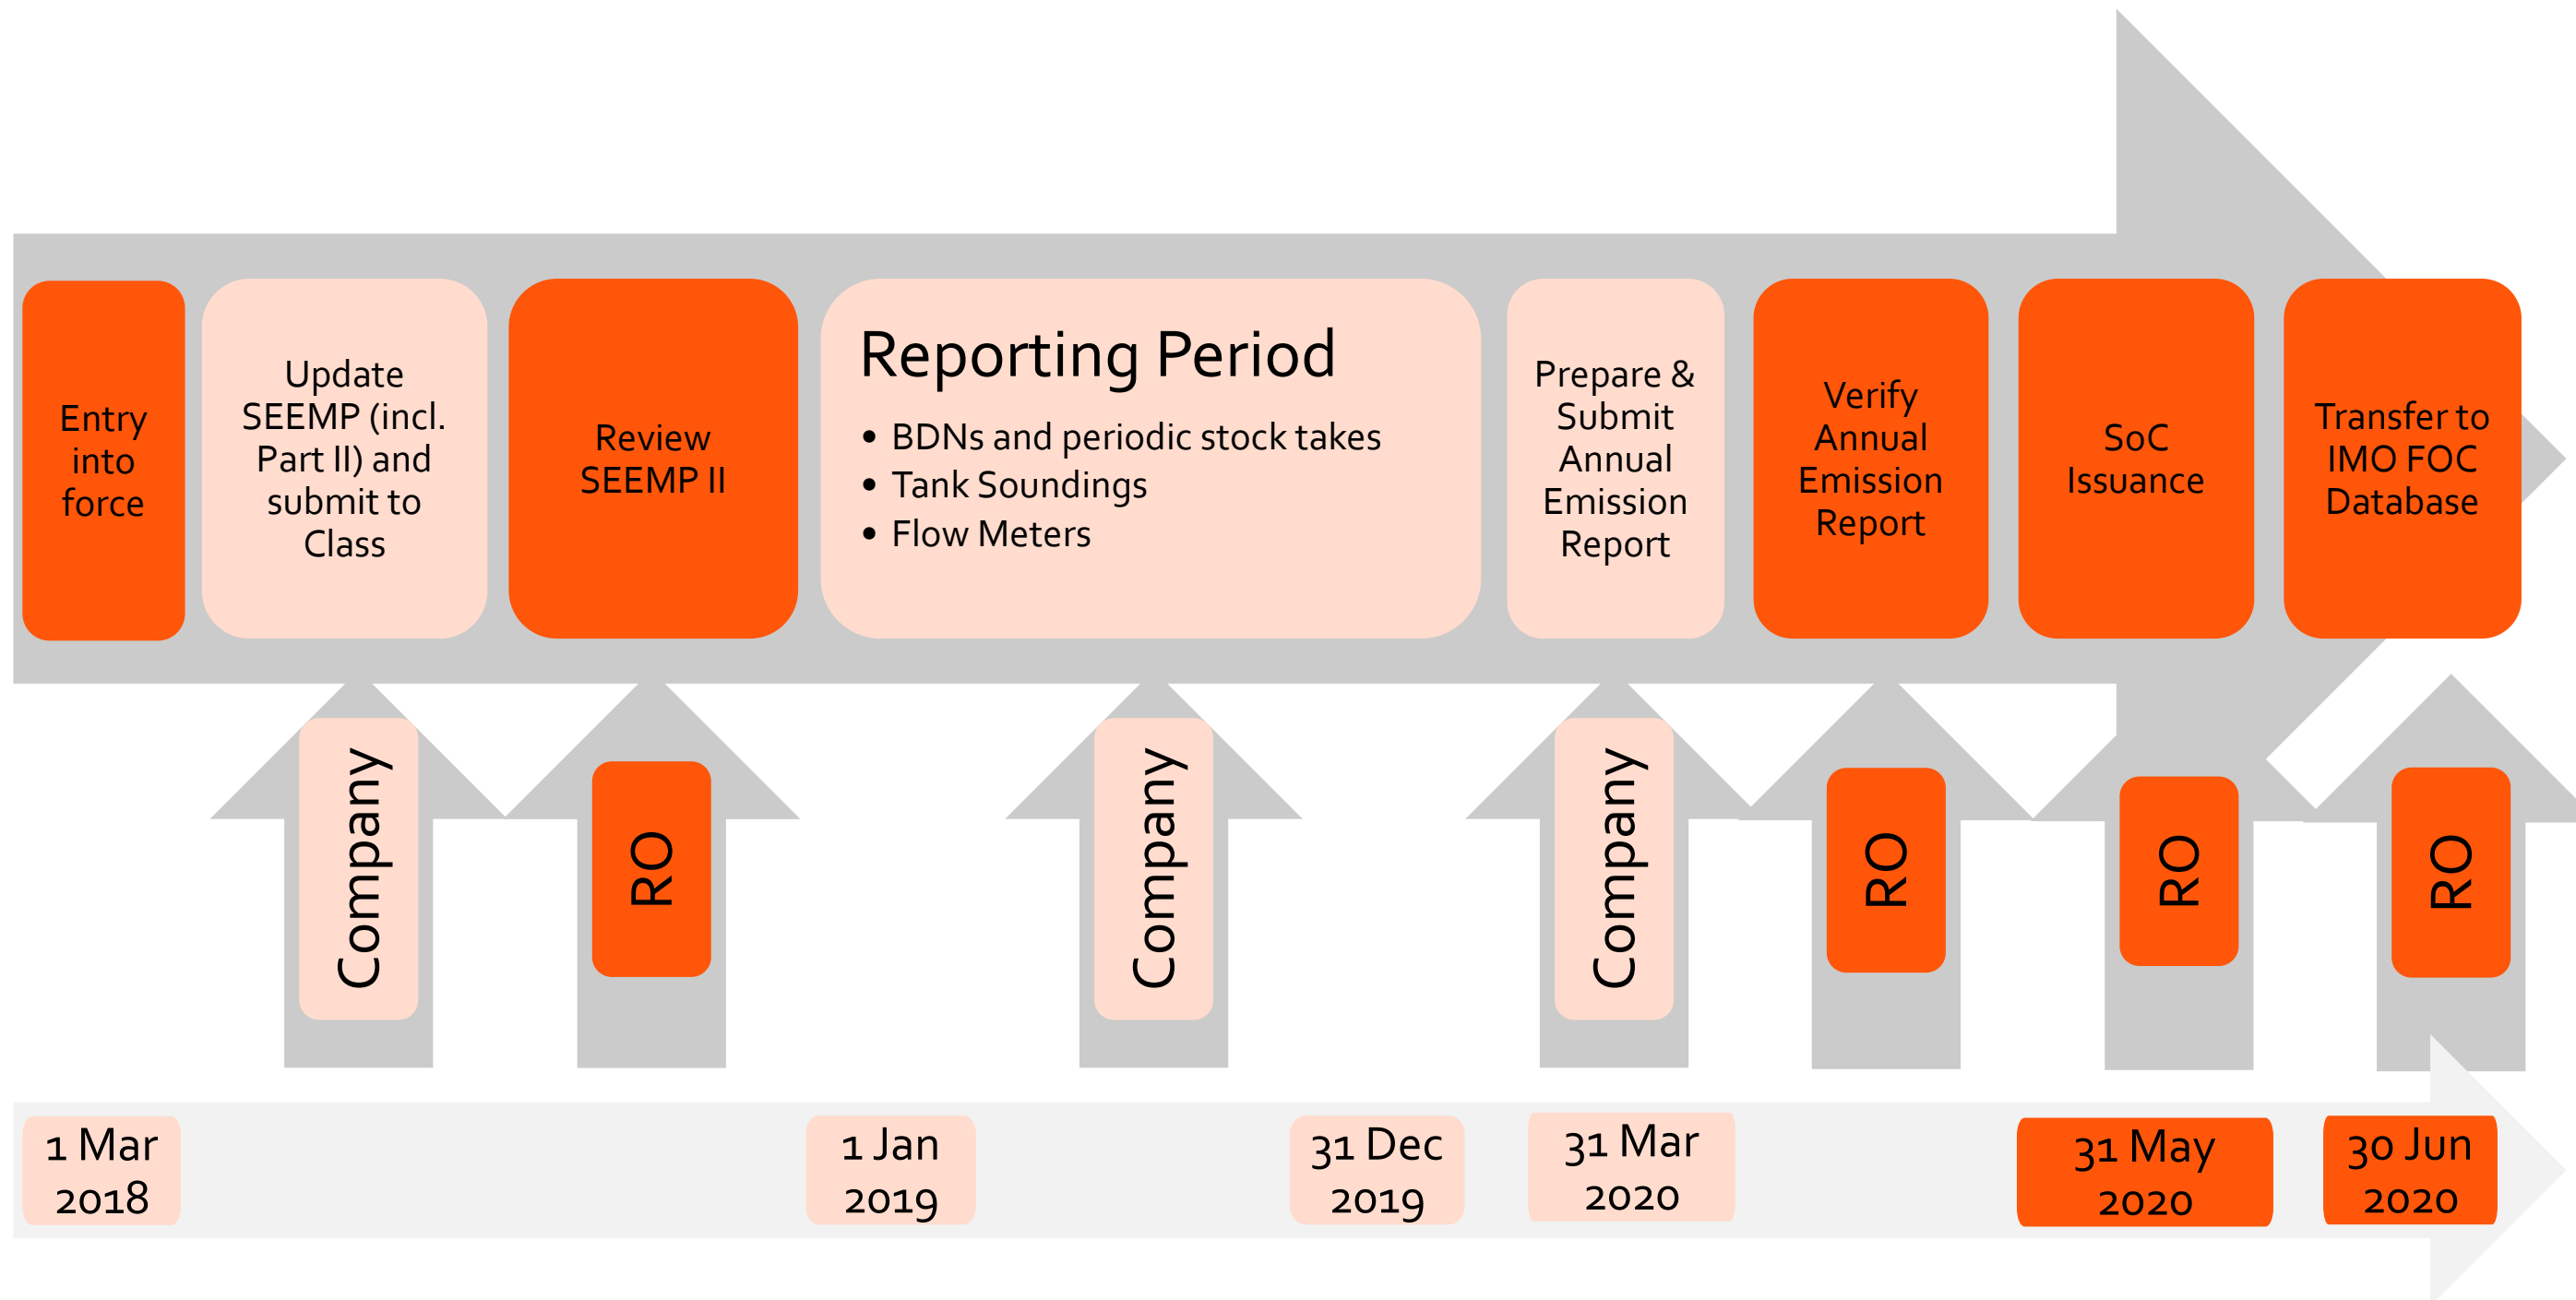 Entry
into
force
Update
SEEMP (incl.
Part II) and
submit to
Class
Review
SEEMP II
Reporting Period
• BDNs and periodic stock takes
• Tank Soundings
• Flow Meters
Prepare &
Submit
Annual
Emission
Report
Verify
Annual
Emission
Report
SoC
Issuance
Transfer to
IMO FOC
Database
Company
RO
Company
Company
RO
RO
RO
1 Mar
2018
1 Jan
2019
31 Dec
2019
31 Mar
2020
31 May
2020
30 Jun
2020